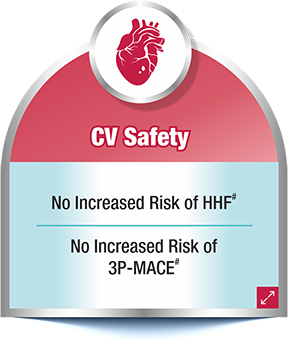 CV Safety
No Increased Risk of HHF#
No Increased Risk of
3P-MACE#